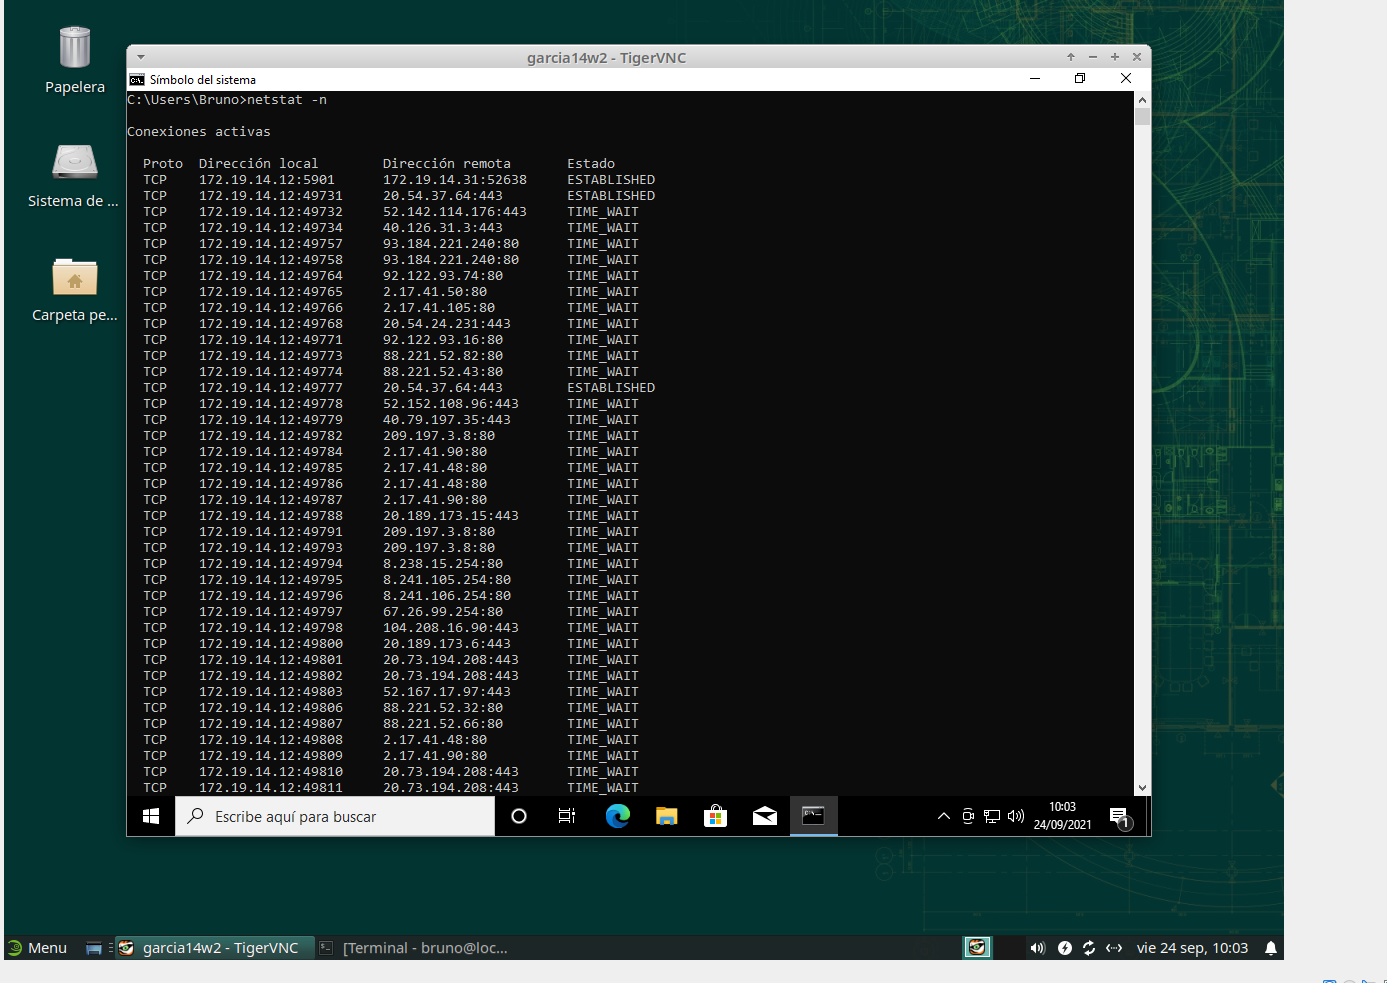 Papelera
Sistema de ...
Carpeta pe...
garcia14w2 - TigerVNC
Símbolo del sistema
C:\Users\Bruno>netstat -n
Conexiones activas
Proto Dirección local Dirección remota Estado
TCP 172.19.14.12:5901 172.19.14.31:52638 ESTABLISHED
TCP 172.19.14.12:49731 20.54.37.64:443 ESTABLISHED
TCP 172.19.14.12:49732 52.142.114.176:443 TIME_WAIT
TCP 172.19.14.12:49734 40.126.31.3:443 TIME_WAIT
TCP 172.19.14.12:49757 93.184.221.240:80 TIME_WAIT
TCP 172.19.14.12:49758 93.184.221.240:80 TIME_WAIT
TCP 172.19.14.12:49764 92.122.93.74:80 TIME_WAIT
TCP 172.19.14.12:49765 2.17.41.50:80 TIME_WAIT
TCP 172.19.14.12:49766 2.17.41.105:80 TIME_WAIT
TCP 172.19.14.12:49768 20.54.24.231:443 TIME_WAIT
TCP 172.19.14.12:49771 92.122.93.16:80 TIME_WAIT
TCP 172.19.14.12:49773 88.221.52.82:80 TIME_WAIT
TCP 172.19.14.12:49774 88.221.52.43:80 TIME_WAIT
TCP 172.19.14.12:49777 20.54.37.64:443 ESTABLISHED
TCP 172.19.14.12:49778 52.152.108.96:443 TIME_WAIT
TCP 172.19.14.12:49779 40.79.197.35:443 TIME_WAIT
TCP 172.19.14.12:49782 209.197.3.8:80 TIME_WAIT
TCP 172.19.14.12:49784 2.17.41.90:80 TIME_WAIT
TCP 172.19.14.12:49785 2.17.41.48:80 TIME_WAIT
TCP 172.19.14.12:49786 2.17.41.48:80 TIME_WAIT
TCP 172.19.14.12:49787 2.17.41.90:80 TIME_WAIT
TCP 172.19.14.12:49788 20.189.173.15:443 TIME_WAIT
TCP 172.19.14.12:49791 209.197.3.8:80 TIME_WAIT
TCP 172.19.14.12:49793 209.197.3.8:80 TIME_WAIT
TCP 172.19.14.12:49794 8.238.15.254:80 TIME_WAIT
TCP 172.19.14.12:49795 8.241.105.254:80 TIME_WAIT
TCP 172.19.14.12:49796 8.241.106.254:80 TIME_WAIT
TCP 172.19.14.12:49797 67.26.99.254:80 TIME_WAIT
TCP 172.19.14.12:49798 104.208.16.90:443 TIME_WAIT
TCP 172.19.14.12:49800 20.189.173.6:443 TIME_WAIT
TCP 172.19.14.12:49801 20.73.194.208:443 TIME_WAIT
TCP 172.19.14.12:49802 20.73.194.208:443 TIME_WAIT
TCP 172.19.14.12:49803 52.167.17.97:443 TIME_WAIT
TCP 172.19.14.12:49806 88.221.52.32:80 TIME_WAIT
TCP 172.19.14.12:49807 88.221.52.66:80 TIME_WAIT
TCP 172.19.14.12:49808 2.17.41.48:80 TIME_WAIT
TCP 172.19.14.12:49809 2.17.41.90:80 TIME_WAIT
TCP 172.19.14.12:49810 20.73.194.208:443 TIME_WAIT
TCP 172.19.14.12:49811 20.73.194.208:443 TIME_WAIT
Escribe aquí para buscar
10:03
24/09/2021
1
Menu
garcia14w2 - TigerVNC
[Terminal - bruno@loc...
vie 24 sep, 10:03